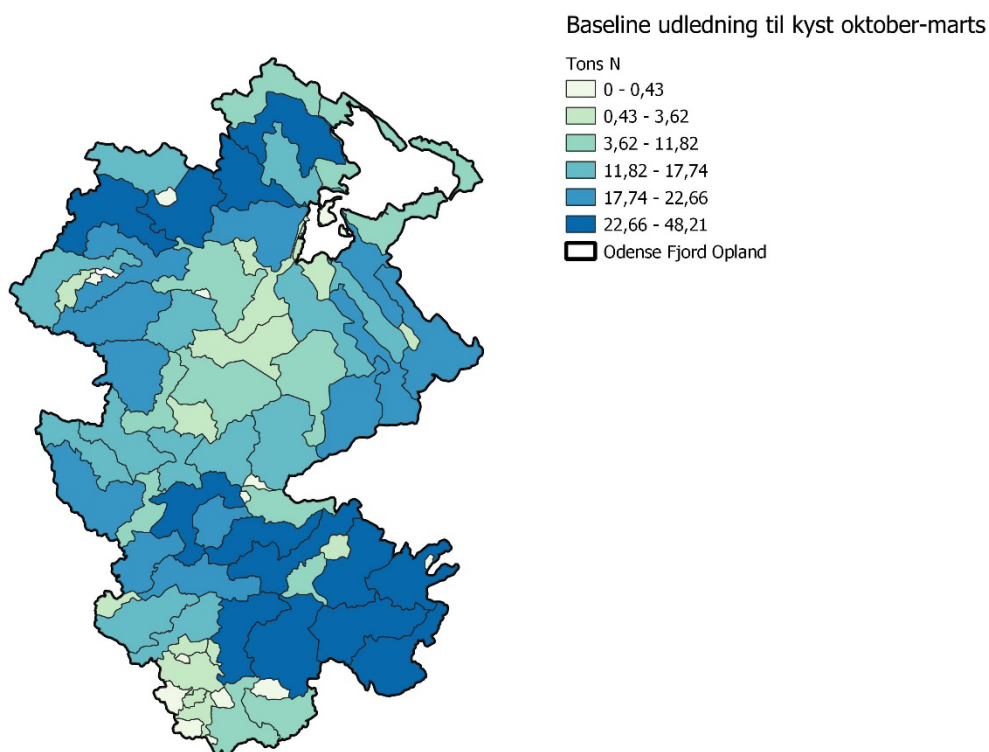 Baseline udledning til kyst oktober-marts
Tons N
0 - 0,43
0,43 - 3,62
3,62 - 11,82
11,82 - 17,74
17,74 - 22,66
22,66 - 48,21
Odense Fjord Opland